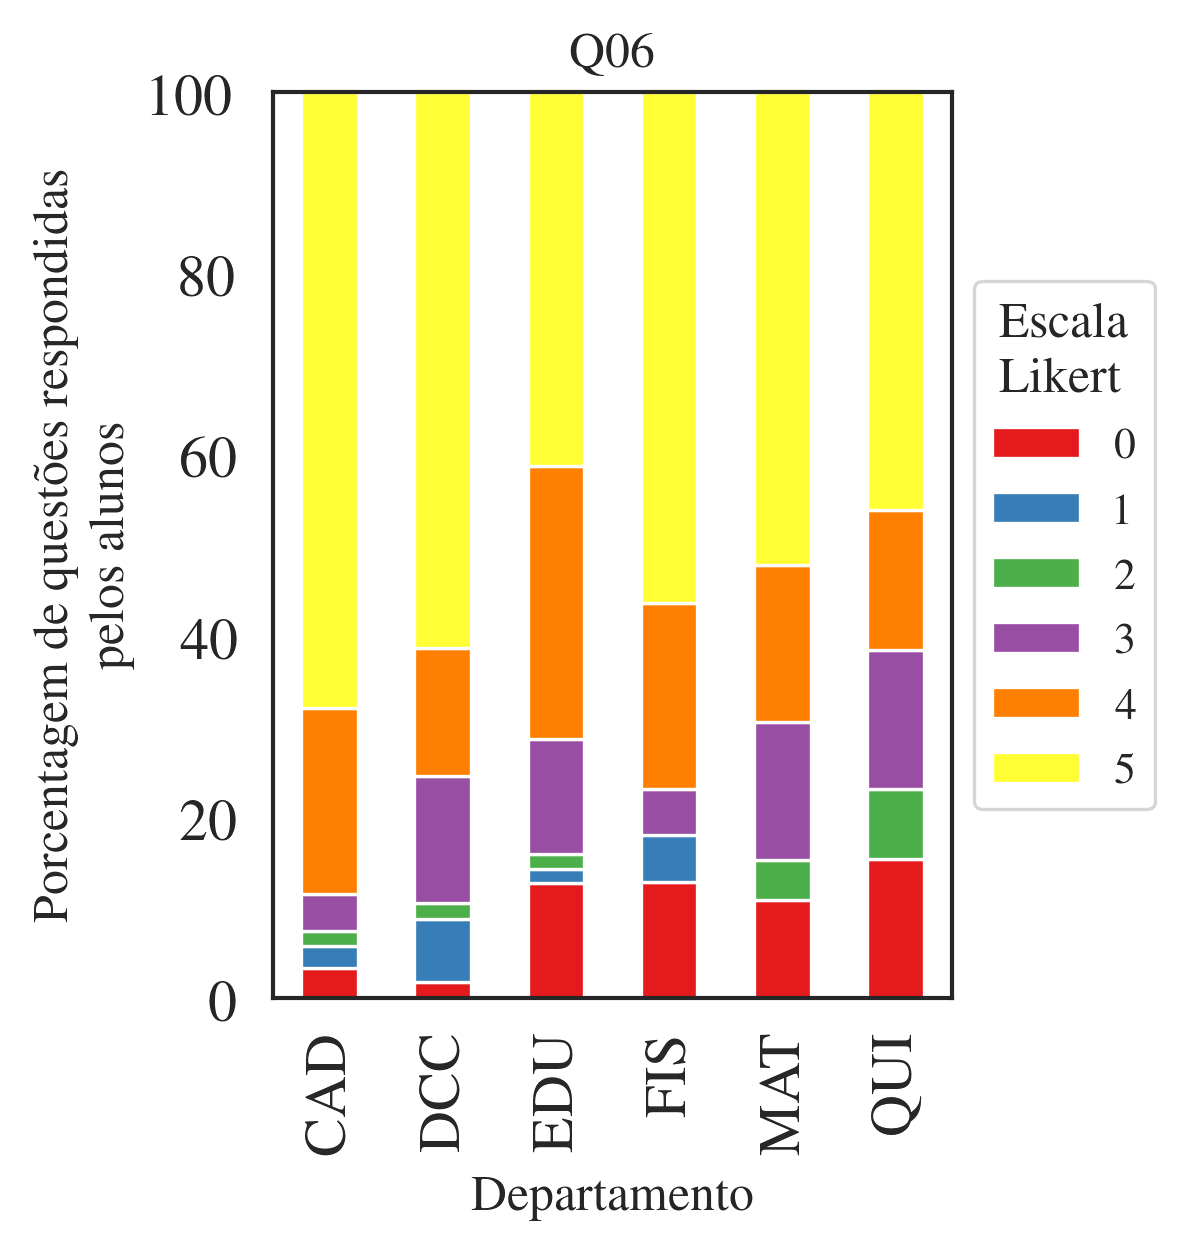 Q06
Porcentagem de questões respondidas
pelos alunos
100
80
60
40
20
0
CAD
DCC
EDU
FIS
MAT
QUI
Departamento
Escala
Likert
0
1
2
3
4
5